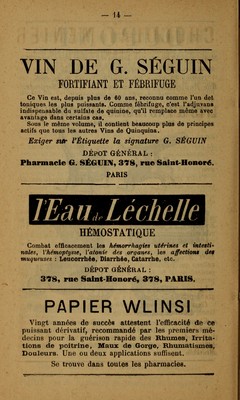 — 14 —
VIN DE G. SÉGUIN
FORTIFIANT ET FÉBRIFUGE
Ce Vin est, depuis plus de 40 ans, reconnu comme l'un des
toniques les plus puissants. Comme fébrifuge, c'est l'adjuvant
indispensable du sulfate de quinine, qu'il remplace même avec
avantage dans certains cas.
Sous le même volume, il contient beaucoup plus de principes
actifs que tous les autres Vins de Quinquina.
Exiger sur l'Étiquette la signature G. SÉGUIN
DÉPOT GÉNÉRAL :
Pharmacie G. SÉGUIN, 378, rue Saint-Honoré.
PARIS
l'Eau de Léchelle
HÉMOSTATIQUE
Combat efficacement les hémorrhagies utérines et intesti-
nales, l'hémoptysie, l'atonie des organes, les affections des
muqueuses : Leucorrhée, Diarrhée, Catarrhe, etc.
DÉPOT GÉNÉRAL :
378, rue Saint-Honoré, 378, PARIS.
PAPIER WLINSI
Vingt années de succès attestent l'efficacité de ce
puissant dérivatif, recommandé par les premiers mé-
decins pour la guérison rapide des Rhumes, Irrita-
tions de poitrine, Maux de Gorge, Rhumatismes,
Douleurs. Une ou deux applications suffisent.
Se trouve dans toutes les pharmacies.